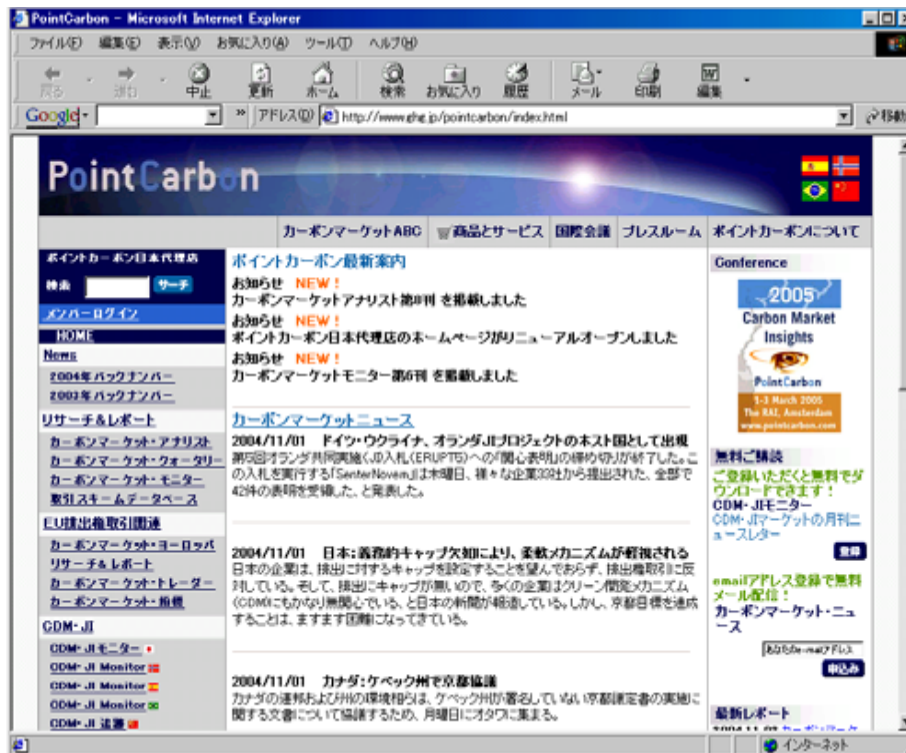 PointCarbon - Microsoft Internet Explorer
ファイル(F) 編集(E) 表示(V) お気に入り(A) ツール(T) ヘルプ(H)
戻る 進む 中止 更新 ホーム 検索 お気に入り 履歴 メール 印刷 編集
Google アドレス(D) http://www.ghg.jp/pointcarbon/index.html 移動
PointCarbon
カーボンマーケットABC 商品とサービス 国際会議 プレスルーム ポイントカーボンについて
ポイントカーボン日本代理店
検索 サーチ
メンバーログイン
HOME
News
2004年バックナンバー
2003年バックナンバー
リサーチ&レポート
カーボンマーケット・アナリスト
カーボンマーケット・クォータリー
カーボンマーケット・モニター
取引スキームデータベース
EU排出権取引関連
カーボンマーケット・ヨーロッパ
リサーチ&レポート
カーボンマーケット・トレーダー
カーボンマーケット・指標
CDM・JI
CDM・JIモニター
CDM・JI Monitor
CDM・JI Monitor
CDM・JI Monitor
CDM・JI
ポイントカーボン最新案内
お知らせ NEW!
カーボンマーケットアナリスト第8刊 を掲載しました
お知らせ NEW!
ポイントカーボン日本代理店のホームページがリニューアルオープンしました
お知らせ NEW!
カーボンマーケットモニター第6刊 を掲載しました
カーボンマーケットニュース
2004/11/01 ドイツ・ウクライナ、オランダJIプロジェクトのホスト国として出現
第5回オランダ共同実施(JI)入札(ERUPT5)への「関心表明」の締め切りが終了した。こ
の入札を実行する「SenterNovem」は木曜日、様々な企業39社から提出された、全部で
42件の表明を受領した、と発表した。
2004/11/01 日本:義務的キャップ欠如により、柔軟メカニズムが軽視される
日本の企業は、排出に対するキャップを設定することを望んでおらず、排出権取引に反
対している。そして、排出にキャップが無いので、多くの企業はクリーン開発メカニズム
(CDM)にもかなり無関心でいる、と日本の新聞が報道している。しかし、京都目標を達成
することは、ますます困難になってきている。
2004/11/01 カナダ:ケベック州で京都協議
カナダの連邦および州の環境相らは、ケベック州が署名していない京都議定書の実施に
関する文書について協議するため、月曜日にオタワに集まる。
Conference
2005
Carbon Market
Insights
PointCarbon
1-3 March 2005
The RAI, Amsterdam
www.pointcarbon.com
無料ご購読
ご登録いただくと無料でダ
ウンロードできます!
CDM・JIモニター
CDM・JIマーケットの月刊ニ
ュースレター
登録
emailアドレス登録で無料
メール配信!
カーボンマーケット・ニュ
ース
あなたのe-mailアドレス
申込み
最新レポート
インターネット